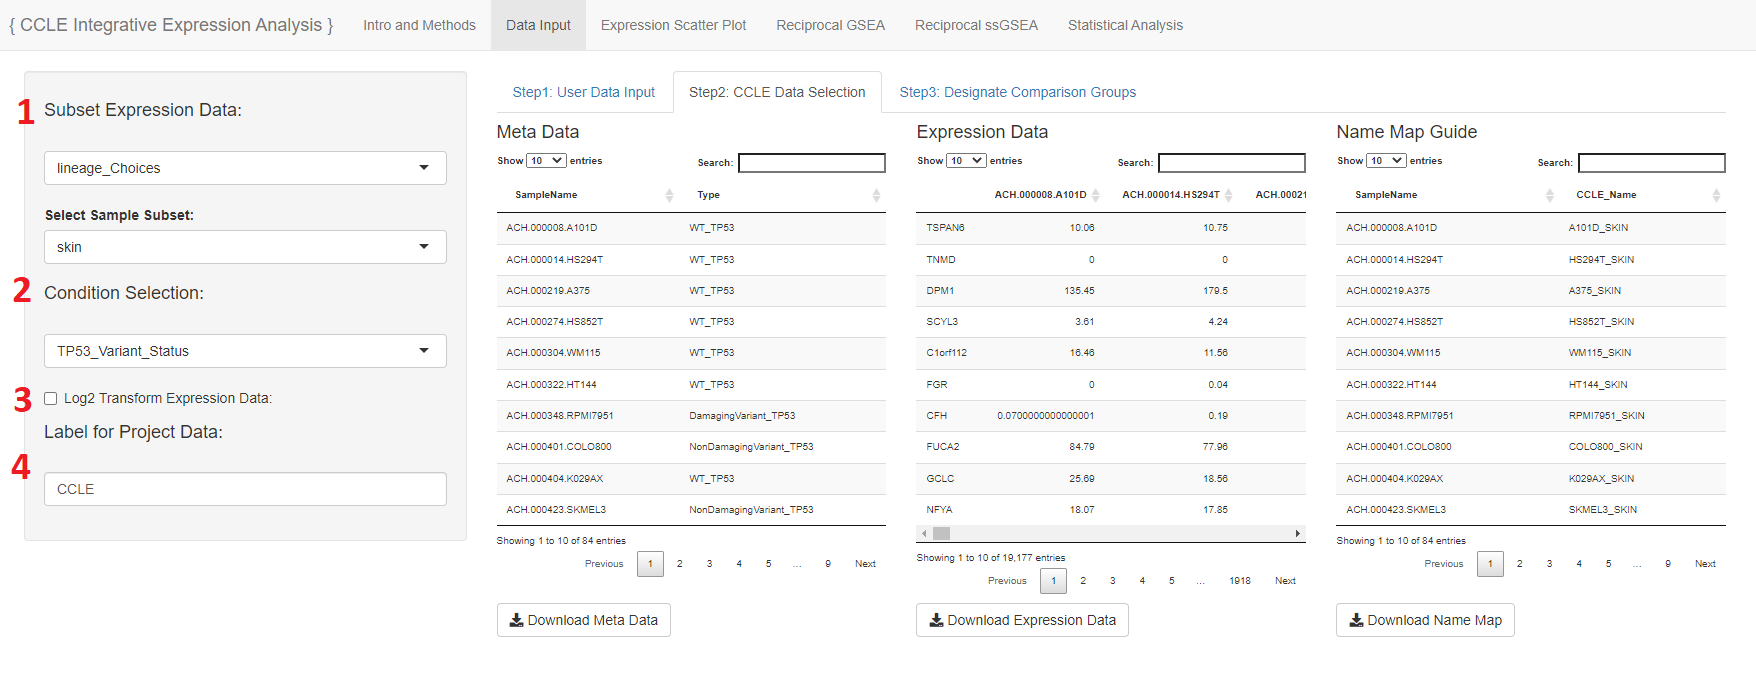 { CCLE Integrative Expression Analysis } Intro and Methods Data Input Expression Scatter Plot Reciprocal GSEA Reciprocal ssGSEA Statistical Analysis
1 Subset Expression Data:
lineage_Choices
Select Sample Subset:
skin
2 Condition Selection:
TP53_Variant_Status
3 Log2 Transform Expression Data:
Label for Project Data:
4
CCLE
Step1: User Data Input Step2: CCLE Data Selection Step3: Designate Comparison Groups
Meta Data
Show 10 entries Search:
SampleName Type
ACH.000008.A101D WT_TP53
ACH.000014.HS294T WT_TP53
ACH.000219.A375 WT_TP53
ACH.000274.HS852T WT_TP53
ACH.000304.WM115 WT_TP53
ACH.000322.HT144 WT_TP53
ACH.000348.RPMI7951 DamagingVariant_TP53
ACH.000401.COLO800 NonDamagingVariant_TP53
ACH.000404.K029AX WT_TP53
ACH.000423.SKMEL3 NonDamagingVariant_TP53
Showing 1 to 10 of 84 entries
Previous 1 2 3 4 5 ... 9 Next
Download Meta Data
Expression Data
Show 10 entries Search:
ACH.000008.A101D ACH.000014.HS294T ACH.00021
TSPAN6 10.06 10.75
TNMD 0 0
DPM1 135.45 179.5
SCYL3 3.61 4.24
C1orf112 16.46 11.56
FGR 0 0.04
CFH 0.0700000000000001 0.19
FUCA2 84.79 77.96
GCLC 25.69 18.56
NFYA 18.07 17.85
Showing 1 to 10 of 19,177 entries
Previous 1 2 3 4 5 ... 1918 Next
Download Expression Data
Name Map Guide
Show 10 entries Search:
SampleName CCLE_Name
ACH.000008.A101D A101D_SKIN
ACH.000014.HS294T HS294T_SKIN
ACH.000219.A375 A375_SKIN
ACH.000274.HS852T HS852T_SKIN
ACH.000304.WM115 WM115_SKIN
ACH.000322.HT144 HT144_SKIN
ACH.000348.RPMI7951 RPMI7951_SKIN
ACH.000401.COLO800 COLO800_SKIN
ACH.000404.K029AX K029AX_SKIN
ACH.000423.SKMEL3 SKMEL3_SKIN
Showing 1 to 10 of 84 entries
Previous 1 2 3 4 5 ... 9 Next
Download Name Map